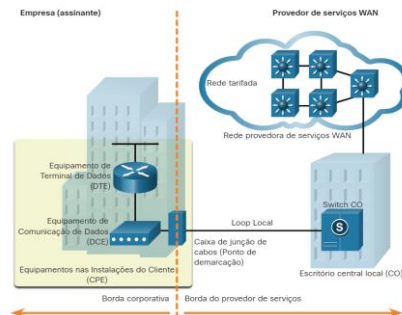 Empresa (assinante)
Provedor de serviços WAN
Rede tarifada
Rede provedora de serviços WAN
Equipamento de
Terminal de Dados
(DTE)
Equipamento de
Comunicação de Dados
(DCE)
Equipamentos nas Instalações do Cliente
(CPE)
Loop Local
Caixa de junção de
cabos (Ponto de
demarcação)
Switch CO
S
Escritório central local (CO)
Borda corporativa
Borda do provedor de serviços